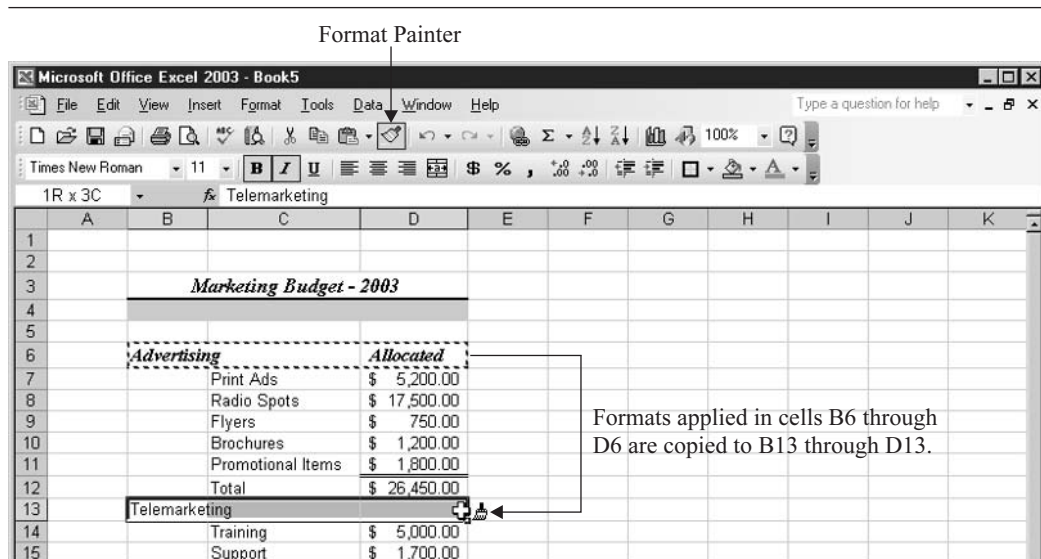 Format Painter
Microsoft Office Excel 2003 - Book5
File Edit View Insert Format Tools Data Window Help Type a question for help
100%
Times New Roman 11 B I U $ % ,
1R x 3C fx Telemarketing
A B C D E F G H I J K
1
2
3 Marketing Budget - 2003
4
5
6 Advertising Allocated
7 Print Ads $ 5,200.00
8 Radio Spots $ 17,500.00
9 Flyers $ 750.00
10 Brochures $ 1,200.00
11 Promotional Items $ 1,800.00
12 Total $ 26,450.00
13 Telemarketing
14 Training $ 5,000.00
15 Support $ 1,700.00
Formats applied in cells B6 through
D6 are copied to B13 through D13.